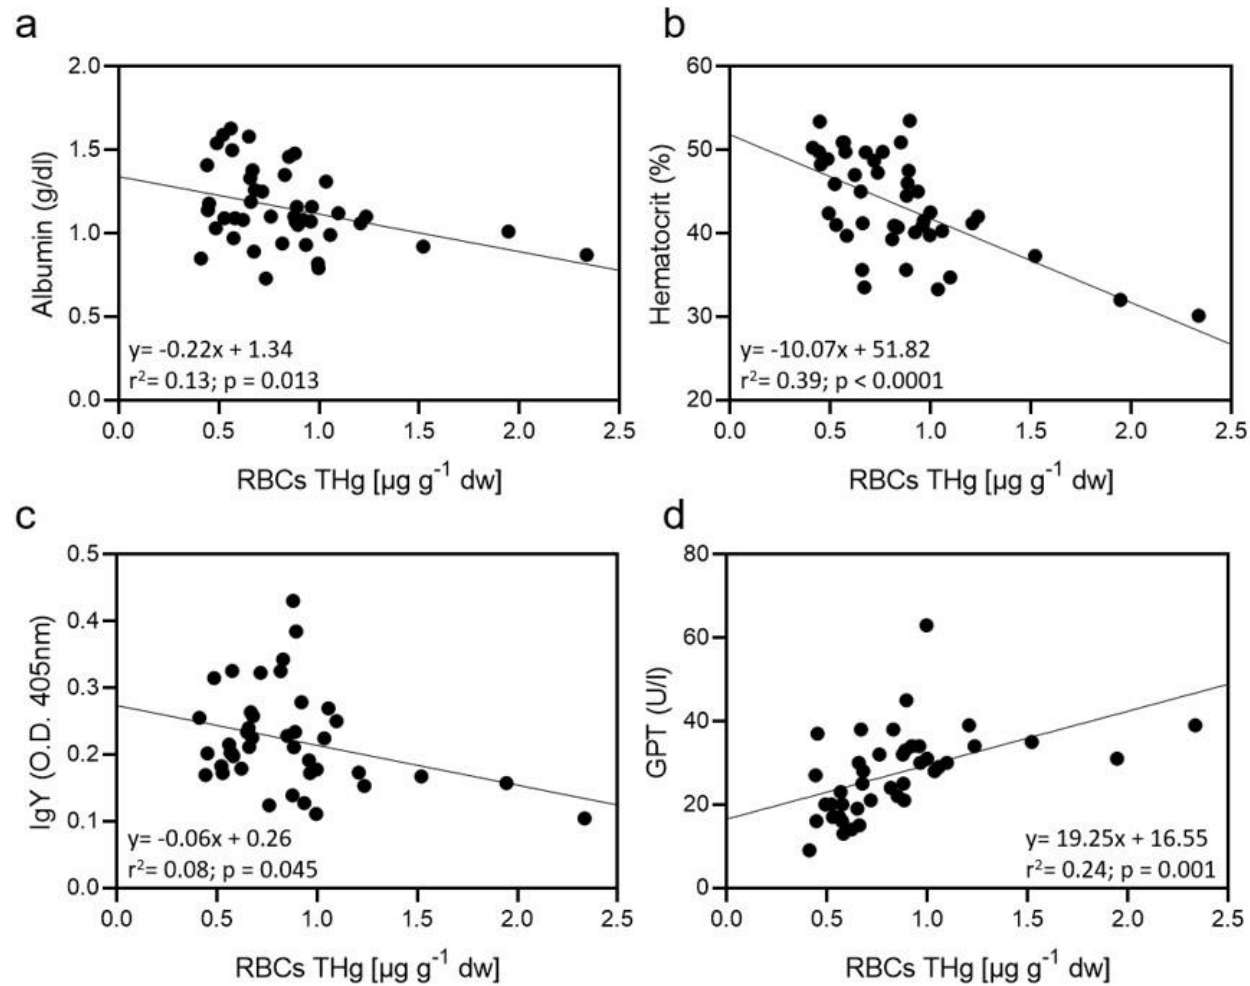 a
2.0
1.5
1.0
0.5
0.0
Albumin (g/dl)
y= -0.22x + 1.34
r²= 0.13; p = 0.013
0.0 0.5 1.0 1.5 2.0 2.5
RBCs THg [µg g⁻¹ dw]
b
60
50
40
30
20
Hematocrit (%)
y= -10.07x + 51.82
r²= 0.39; p < 0.0001
0.0 0.5 1.0 1.5 2.0 2.5
RBCs THg [µg g⁻¹ dw]
c
0.5
0.4
0.3
0.2
0.1
0.0
IgY (O.D. 405nm)
y= -0.06x + 0.26
r²= 0.08; p = 0.045
0.0 0.5 1.0 1.5 2.0 2.5
RBCs THg [µg g⁻¹ dw]
d
80
60
40
20
0
GPT (U/l)
y= 19.25x + 16.55
r²= 0.24; p = 0.001
0.0 0.5 1.0 1.5 2.0 2.5
RBCs THg [µg g⁻¹ dw]